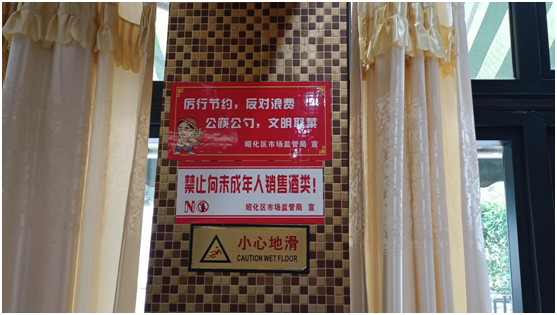 厉行节约，反对浪费
公筷公勺，文明取菜
昭化区市场监管局 宣
禁止向未成年人销售酒类！
N
昭化区市场监管局 宣
小心地滑
CAUTION WET FLOOR